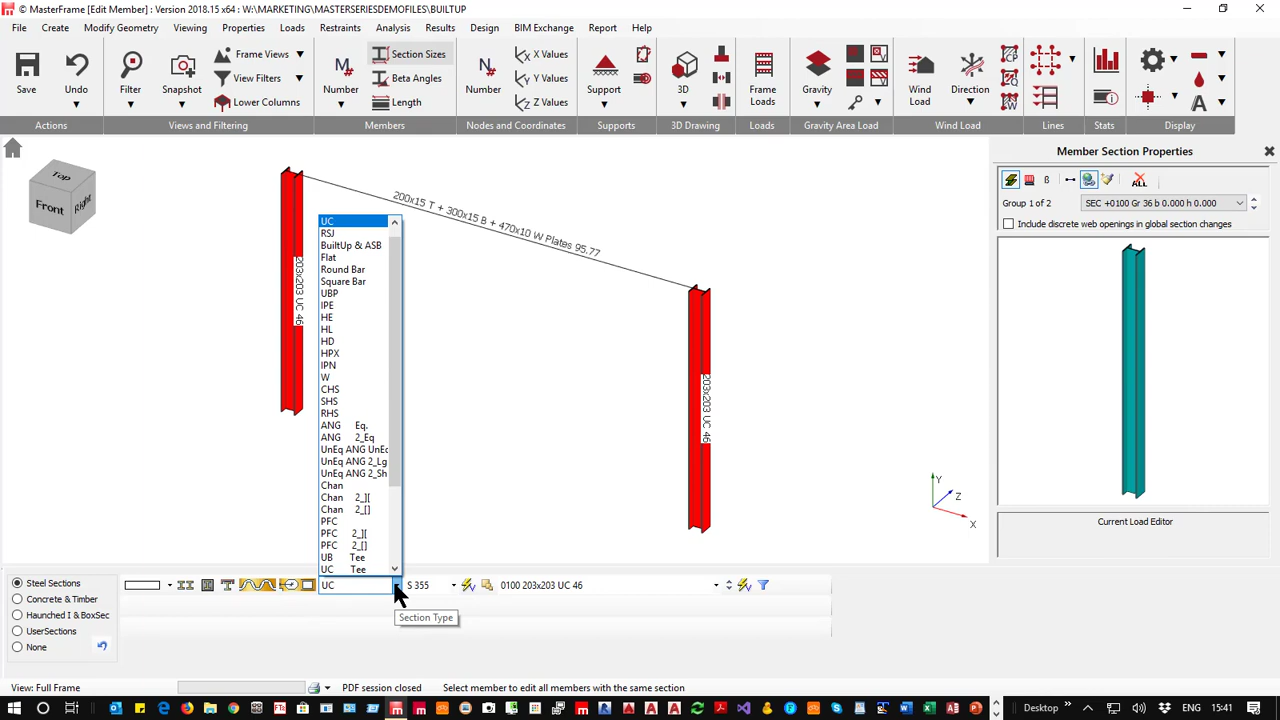 © MasterFrame [Edit Member] : Version 2018.15 x64 : W:\MARKETING\MASTERSERIESDEMOFILES\BUILTUP
File Create Modify Geometry Viewing Properties Loads Restraints Analysis Results Design BIM Exchange Report Help
Save
Undo
Filter
Snapshot
Frame Views
View Filters
Lower Columns
Number
Section Sizes
Beta Angles
Length
Number
X Values
Y Values
Z Values
Support
3D
Frame Loads
Gravity
Wind Load
Direction
Actions Views and Filtering Members Nodes and Coordinates Supports 3D Drawing Loads Gravity Area Load Wind Load Lines Stats Display
Top
Front
Right
200x15 T + 300x15 B + 470x10 W Plates 95.77
203x203 UC 46
203x203 UC 46
Y
Z
X
Member Section Properties
ALL
Group 1 of 2
SEC +0100 Gr 36 b 0.000 h 0.000
Include discrete web openings in global section changes
Current Load Editor
UC
RSJ
BuiltUp & ASB
Flat
Round Bar
Square Bar
UBP
IPE
HE
HL
HD
HPX
IPN
W
CHS
SHS
RHS
ANG Eq.
ANG 2_Eq
UnEq ANG UnEq
UnEq ANG 2_Lg
UnEq ANG 2_Sh
Chan
Chan 2_][
Chan 2_[]
PFC
PFC 2_][
PFC 2_[]
UB Tee
UC Tee
Steel Sections
Concrete & Timber
Haunched I & BoxSec
UserSections
None
UC
S 355
0100 203x203 UC 46
Section Type
View: Full Frame
PDF session closed
Select member to edit all members with the same section
Desktop
ENG
15:41